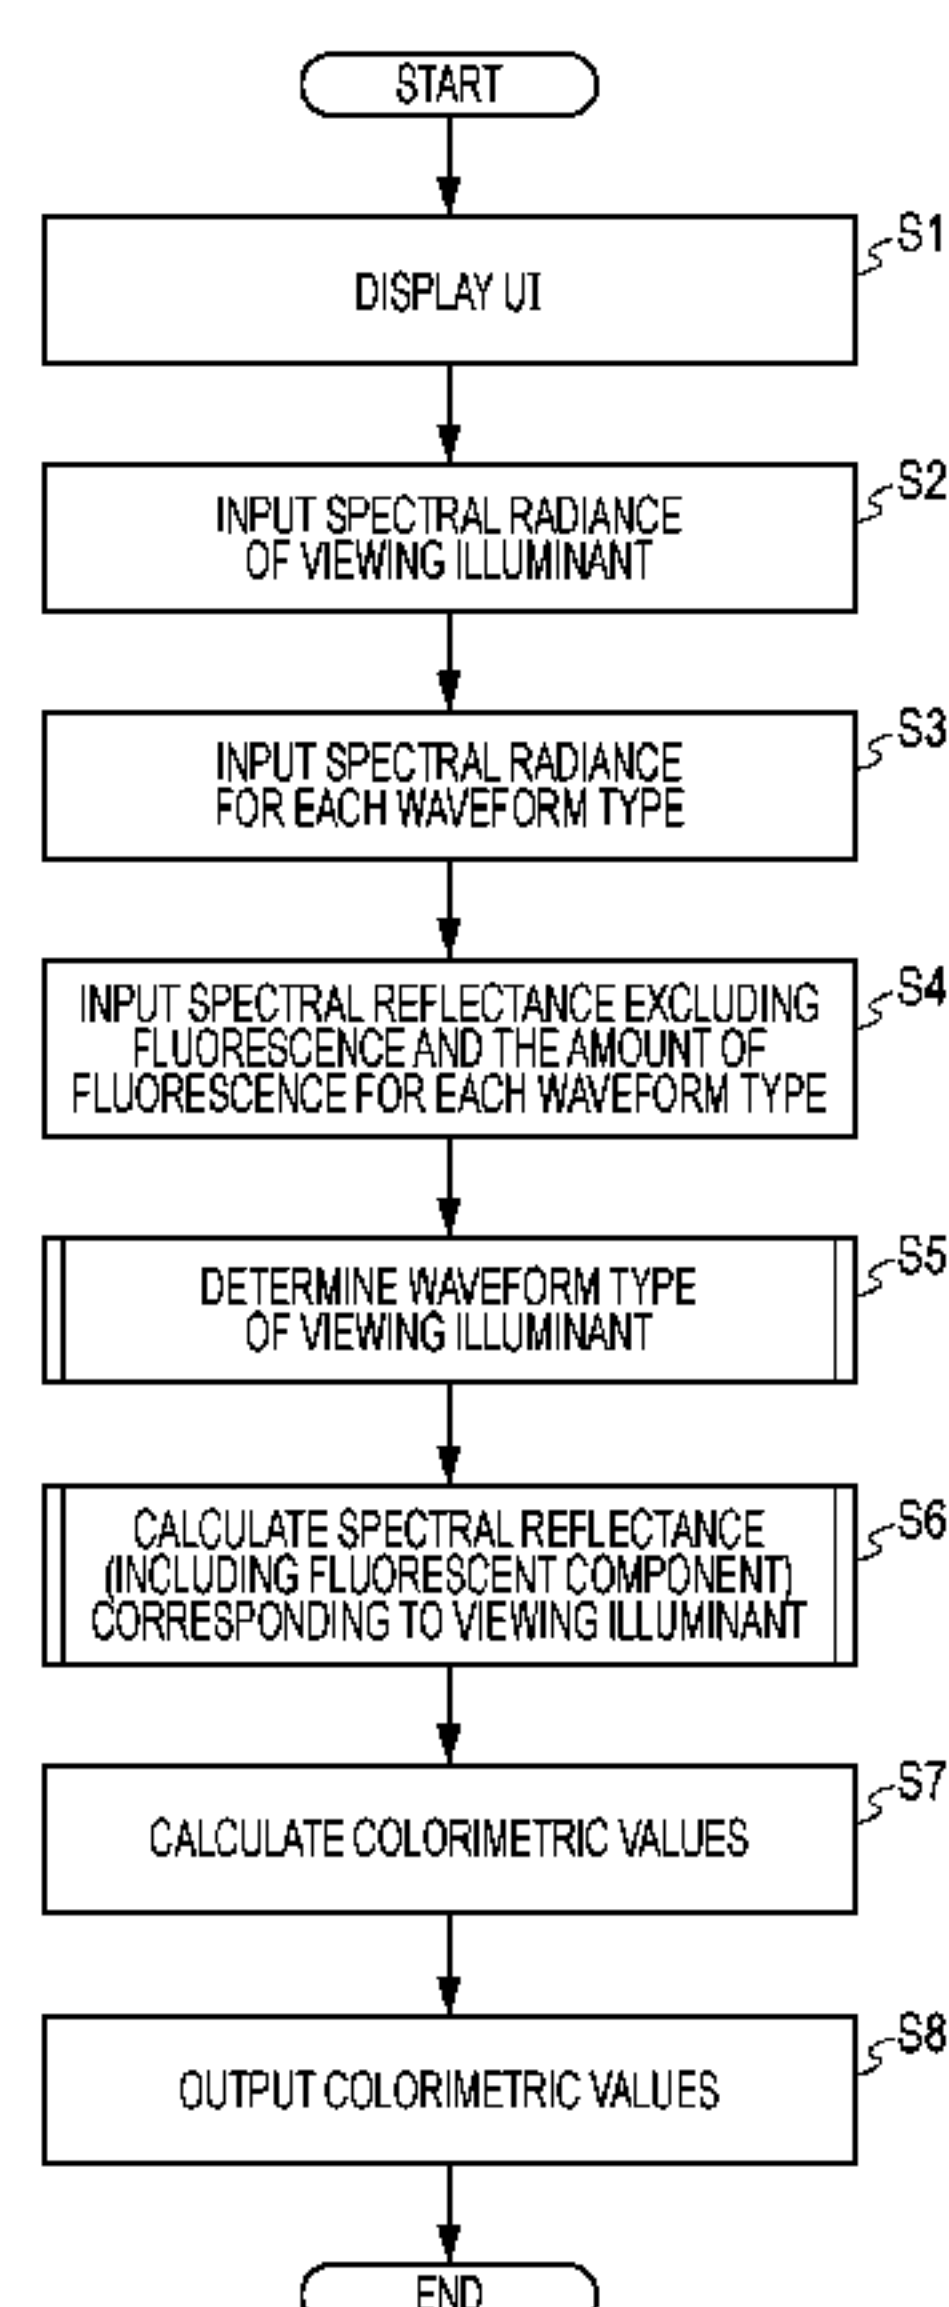 START
DISPLAY UI
S1
INPUT SPECTRAL RADIANCE
OF VIEWING ILLUMINANT
S2
INPUT SPECTRAL RADIANCE
FOR EACH WAVEFORM TYPE
S3
INPUT SPECTRAL REFLECTANCE EXCLUDING
FLUORESCENCE AND THE AMOUNT OF
FLUORESCENCE FOR EACH WAVEFORM TYPE
S4
DETERMINE WAVEFORM TYPE
OF VIEWING ILLUMINANT
S5
CALCULATE SPECTRAL REFLECTANCE
(INCLUDING FLUORESCENT COMPONENT)
CORRESPONDING TO VIEWING ILLUMINANT
S6
CALCULATE COLORIMETRIC VALUES
S7
OUTPUT COLORIMETRIC VALUES
S8
END